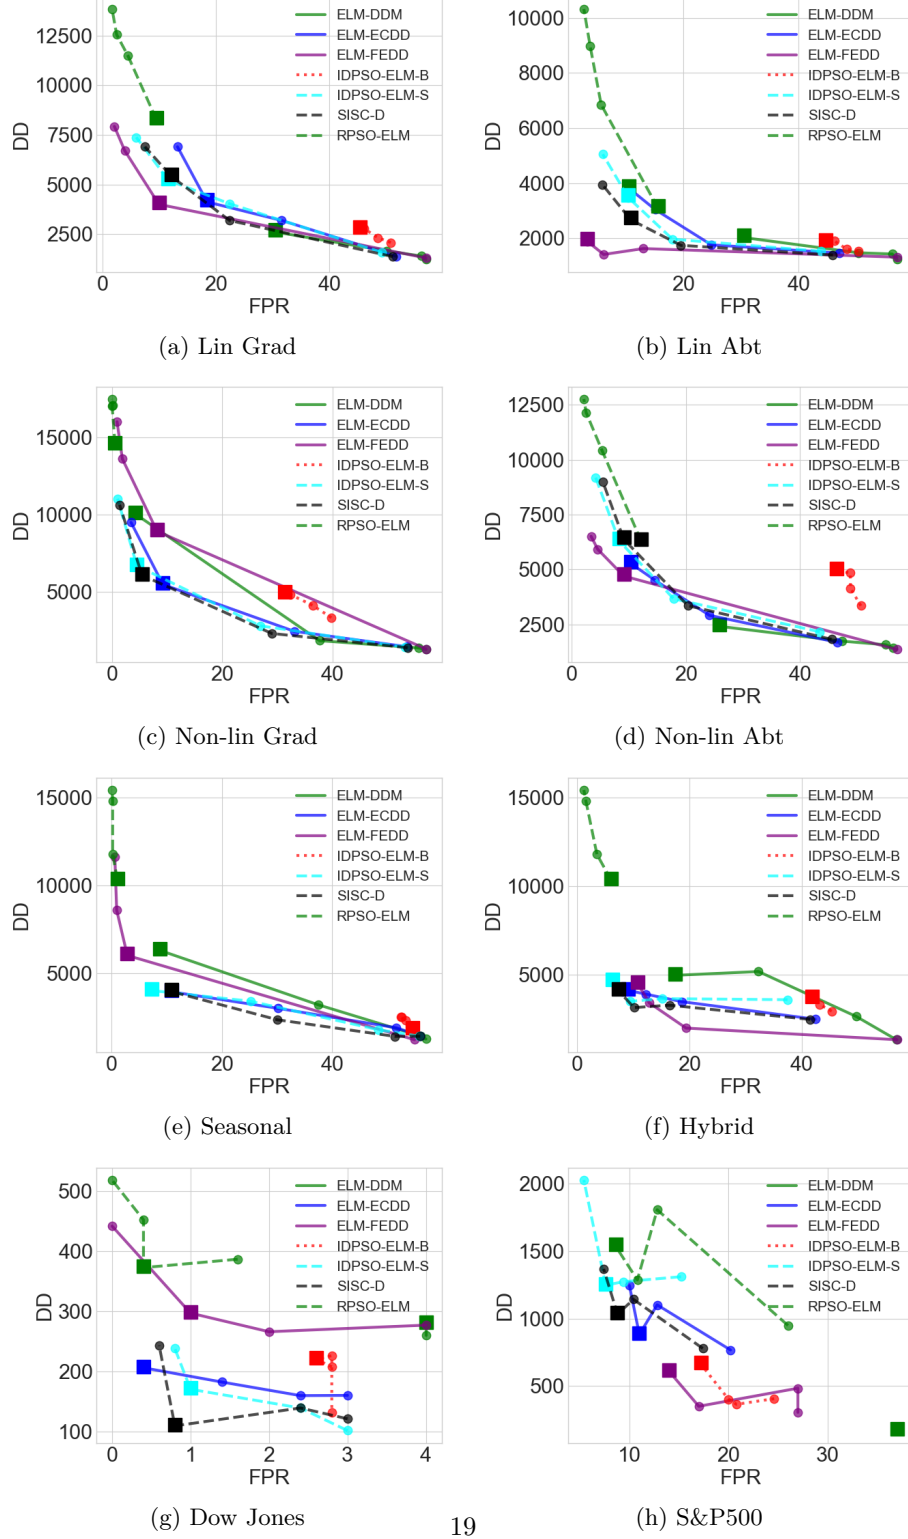 12500
10000
7500
5000
2500
DD
0
20
40
FPR
ELM-DDM
ELM-ECDD
ELM-FEDD
IDPSO-ELM-B
IDPSO-ELM-S
SISC-D
RPSO-ELM
(a) Lin Grad
10000
8000
6000
4000
2000
DD
20
40
FPR
ELM-DDM
ELM-ECDD
ELM-FEDD
IDPSO-ELM-B
IDPSO-ELM-S
SISC-D
RPSO-ELM
(b) Lin Abt
15000
10000
5000
DD
0
20
40
FPR
ELM-DDM
ELM-ECDD
ELM-FEDD
IDPSO-ELM-B
IDPSO-ELM-S
SISC-D
RPSO-ELM
(c) Non-lin Grad
12500
10000
7500
5000
2500
DD
0
20
40
FPR
ELM-DDM
ELM-ECDD
ELM-FEDD
IDPSO-ELM-B
IDPSO-ELM-S
SISC-D
RPSO-ELM
(d) Non-lin Abt
15000
10000
5000
DD
0
20
40
FPR
ELM-DDM
ELM-ECDD
ELM-FEDD
IDPSO-ELM-B
IDPSO-ELM-S
SISC-D
RPSO-ELM
(e) Seasonal
15000
10000
5000
DD
0
20
40
FPR
ELM-DDM
ELM-ECDD
ELM-FEDD
IDPSO-ELM-B
IDPSO-ELM-S
SISC-D
RPSO-ELM
(f) Hybrid
500
400
300
200
100
DD
0
1
2
3
4
FPR
ELM-DDM
ELM-ECDD
ELM-FEDD
IDPSO-ELM-B
IDPSO-ELM-S
SISC-D
RPSO-ELM
(g) Dow Jones
2000
1500
1000
500
DD
10
20
30
FPR
ELM-DDM
ELM-ECDD
ELM-FEDD
IDPSO-ELM-B
IDPSO-ELM-S
SISC-D
RPSO-ELM
(h) S&P500
19